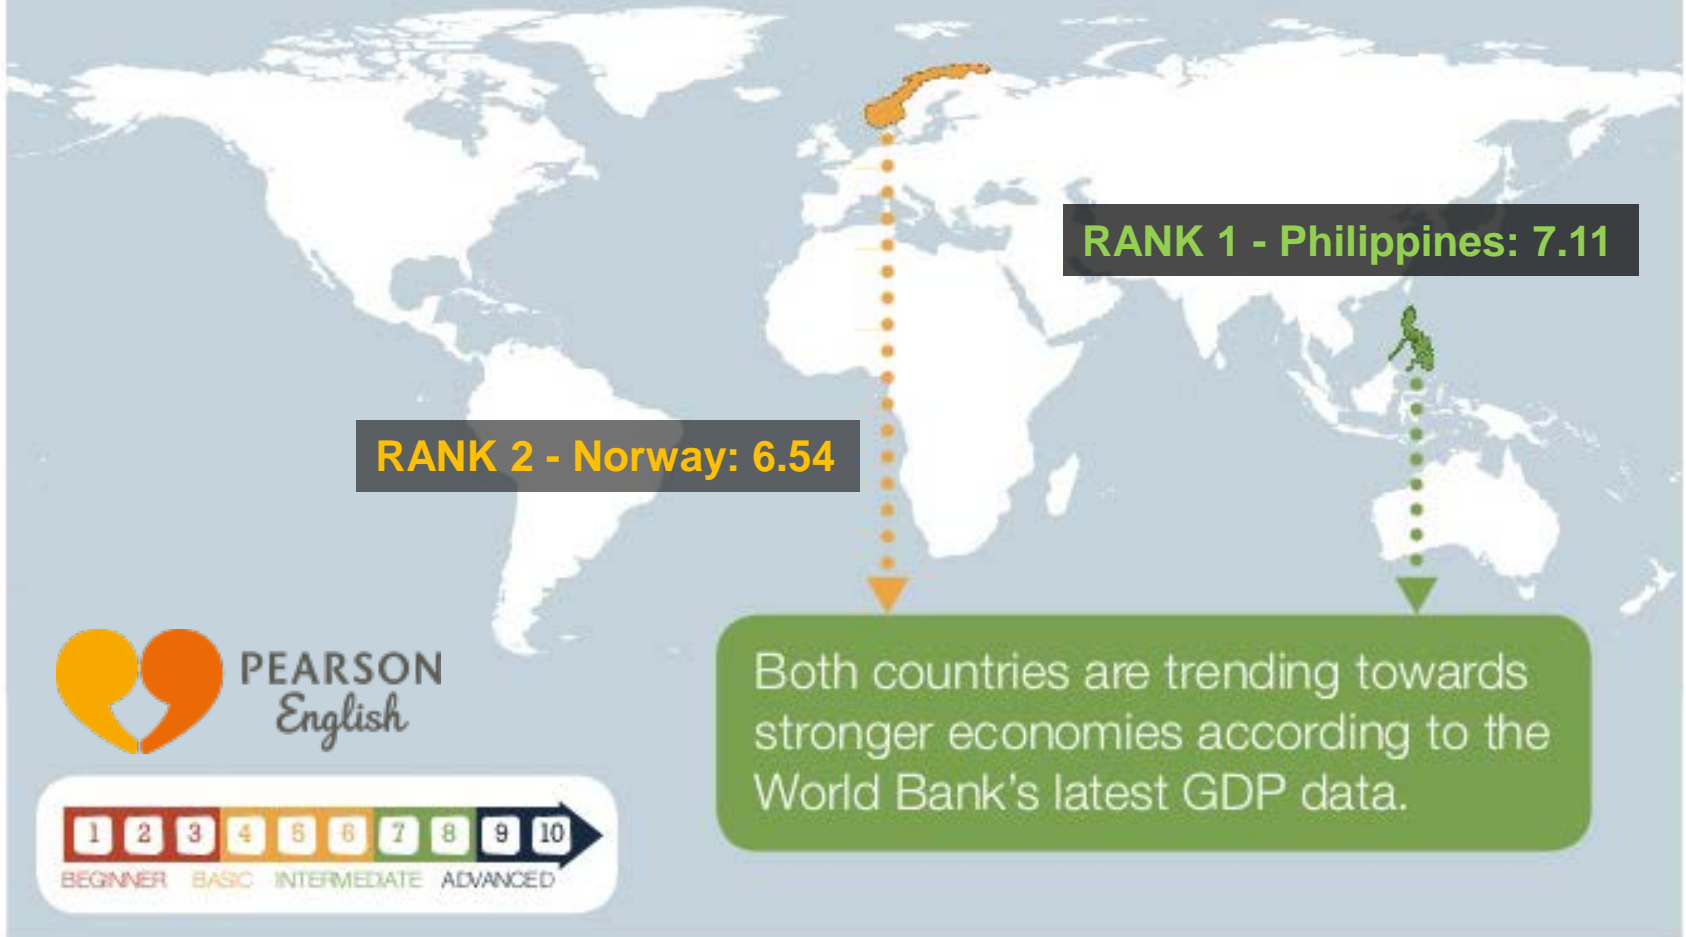 RANK 1 - Philippines: 7.11
RANK 2 - Norway: 6.54
PEARSON
English
Both countries are trending towards
stronger economies according to the
World Bank's latest GDP data.
1 2 3 4 5 6 7 8 9 10
BEGINNER BASIC INTERMEDIATE ADVANCED